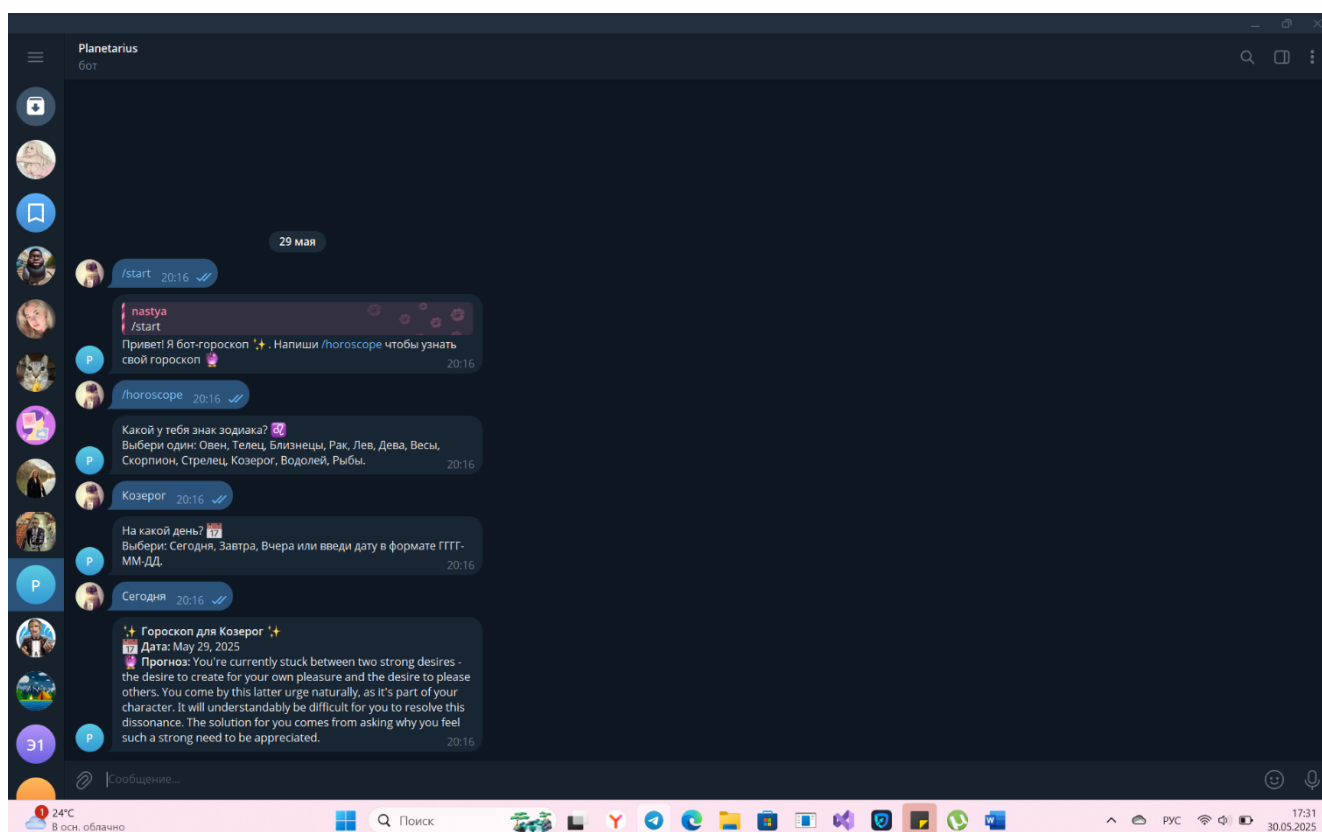 Planetarius
бот
29 мая
/start 20:16
nastya
/start
Привет! Я бот-гороскоп ✨. Напиши /horoscope чтобы узнать
свой гороскоп 🔮 20:16
/horoscope 20:16
Какой у тебя знак зодиака? ♌
Выбери один: Овен, Телец, Близнецы, Рак, Лев, Дева, Весы,
Скорпион, Стрелец, Козерог, Водолей, Рыбы. 20:16
Козерог 20:16
На какой день? 📅
Выбери: Сегодня, Завтра, Вчера или введи дату в формате ГГГГ-
ММ-ДД. 20:16
Сегодня 20:16
✨ Гороскоп для Козерог ✨
📅 Дата: May 29, 2025
🔮 Прогноз: You're currently stuck between two strong desires -
the desire to create for your own pleasure and the desire to please
others. You come by this latter urge naturally, as it's part of your
character. It will understandably be difficult for you to resolve this
dissonance. The solution for you comes from asking why you feel
such a strong need to be appreciated. 20:16
P
P
P
P
P
Э1
Сообщение...
1
24°C
В осн. облачно
Поиск
РУС
17:31
30.05.2025